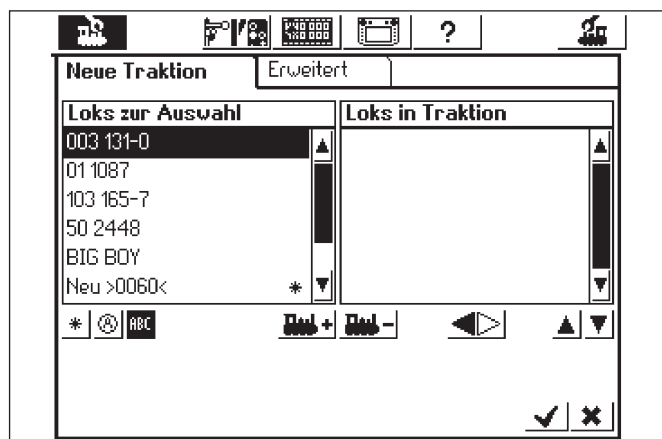 ?
Neue Traktion Erweitert
Loks zur Auswahl Loks in Traktion
003 131-0
01 1087
103 165-7
50 2448
BIG BOY
Neu >0060< *
* A ABC + -